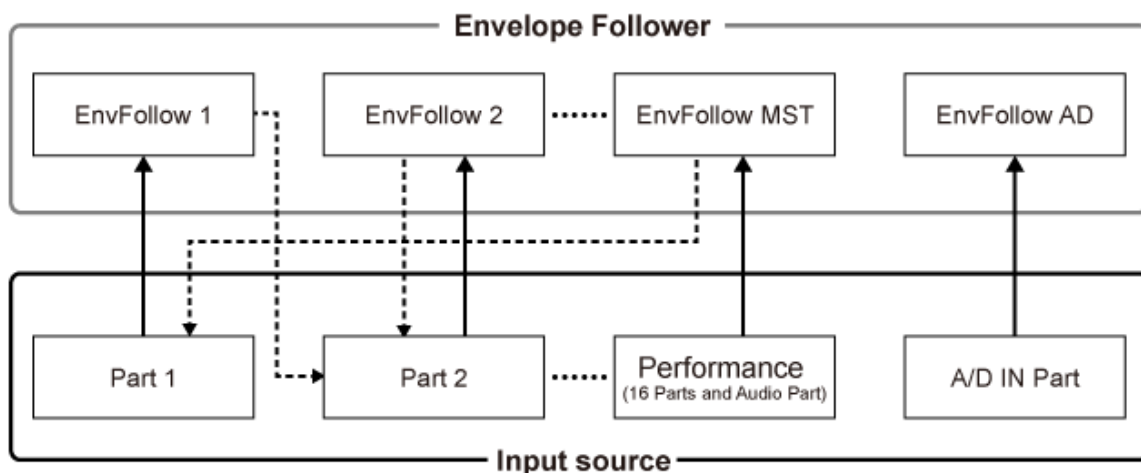 Envelope Follower
EnvFollow 1
EnvFollow 2
EnvFollow MST
EnvFollow AD
Part 1
Part 2
Performance
(16 Parts and Audio Part)
A/D IN Part
Input source